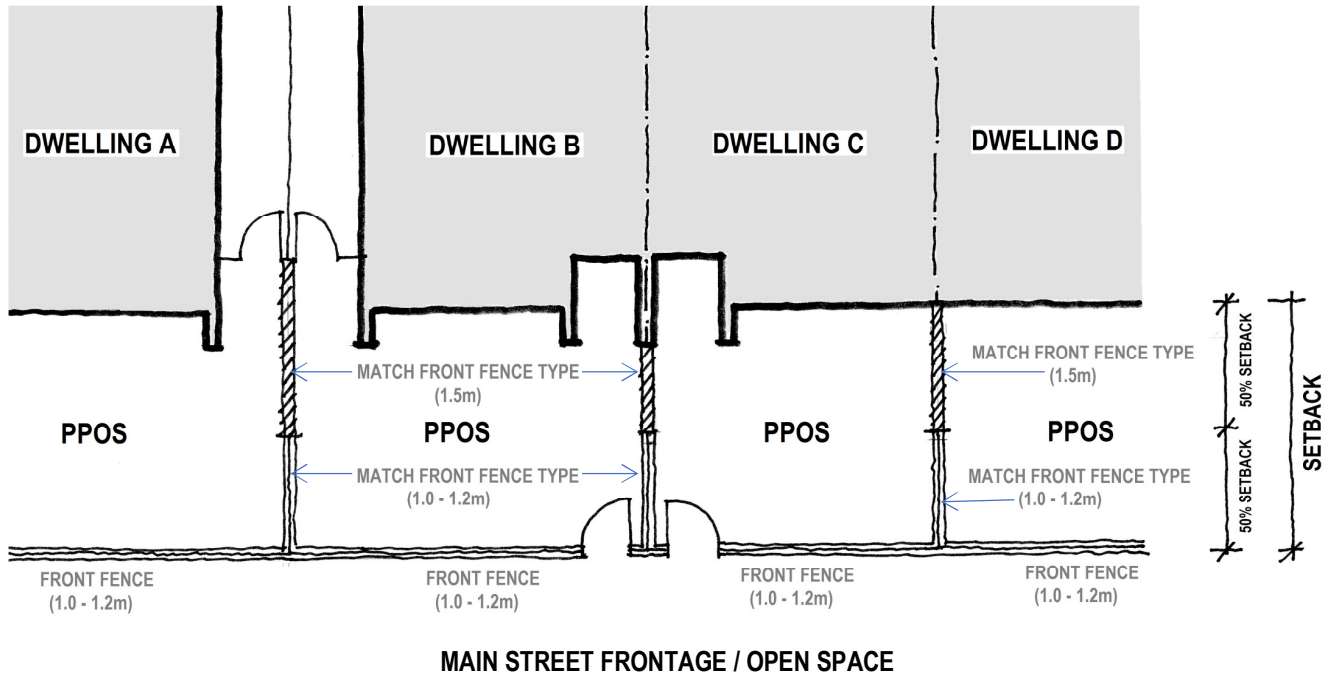 DWELLING A
DWELLING B
DWELLING C
DWELLING D
MATCH FRONT FENCE TYPE
(1.5m)
MATCH FRONT FENCE TYPE
(1.5m)
50% SETBACK
SETBACK
PPOS
PPOS
PPOS
PPOS
MATCH FRONT FENCE TYPE
(1.0 - 1.2m)
MATCH FRONT FENCE TYPE
(1.0 - 1.2m)
50% SETBACK
FRONT FENCE
(1.0 - 1.2m)
FRONT FENCE
(1.0 - 1.2m)
FRONT FENCE
(1.0 - 1.2m)
FRONT FENCE
(1.0 - 1.2m)
MAIN STREET FRONTAGE / OPEN SPACE